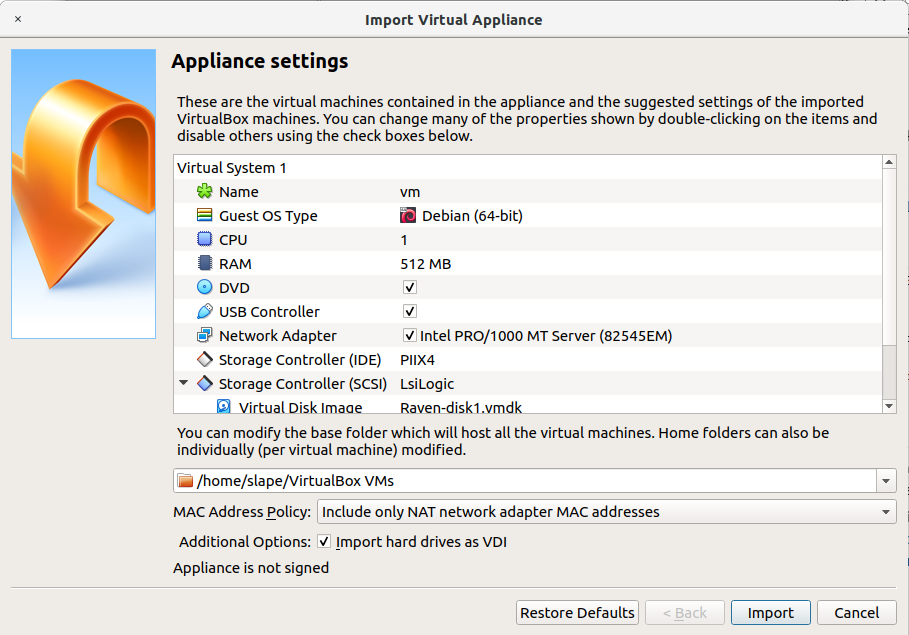 Import Virtual Appliance
Appliance settings
These are the virtual machines contained in the appliance and the suggested settings of the imported
VirtualBox machines. You can change many of the properties shown by double-clicking on the items and
disable others using the check boxes below.
Virtual System 1
Name vm
Guest OS Type Debian (64-bit)
CPU 1
RAM 512 MB
DVD
USB Controller
Network Adapter Intel PRO/1000 MT Server (82545EM)
Storage Controller (IDE) PIIX4
Storage Controller (SCSI) LsiLogic
Virtual Disk Image Raven-disk1.vmdk
You can modify the base folder which will host all the virtual machines. Home folders can also be
individually (per virtual machine) modified.
/home/slape/VirtualBox VMs
MAC Address Policy: Include only NAT network adapter MAC addresses
Additional Options: Import hard drives as VDI
Appliance is not signed
Restore Defaults < Back Import Cancel